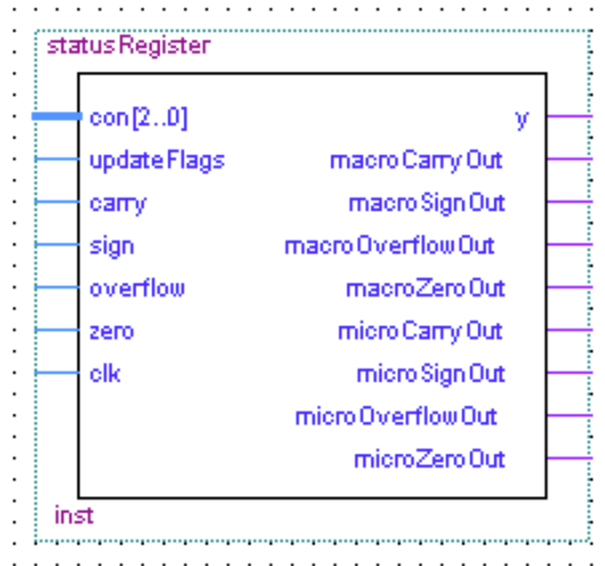 statusRegister
con[2..0] y
updateFlags macroCarryOut
carry macroSignOut
sign macroOverflowOut
overflow macroZeroOut
zero microCarryOut
clk microSignOut
microOverflowOut
microZeroOut
inst